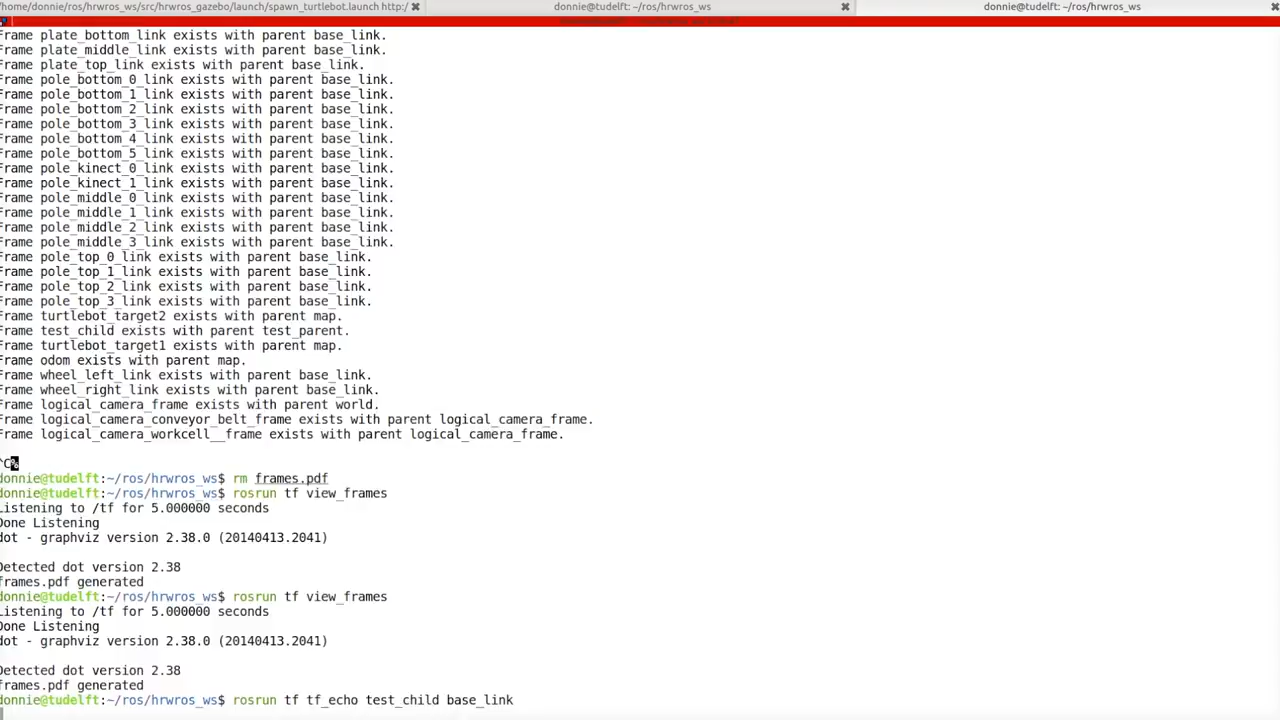 /home/donnie/ros/hrwros_ws/src/hrwros_gazebo/launch/spawn_turtlebot.launch http:/
donnie@tudelft: ~/ros/hrwros_ws
donnie@tudelft: ~/ros/hrwros_ws
Frame plate_bottom_link exists with parent base_link.
Frame plate_middle_link exists with parent base_link.
Frame plate_top_link exists with parent base_link.
Frame pole_bottom_0_link exists with parent base_link.
Frame pole_bottom_1_link exists with parent base_link.
Frame pole_bottom_2_link exists with parent base_link.
Frame pole_bottom_3_link exists with parent base_link.
Frame pole_bottom_4_link exists with parent base_link.
Frame pole_bottom_5_link exists with parent base_link.
Frame pole_kinect_0_link exists with parent base_link.
Frame pole_kinect_1_link exists with parent base_link.
Frame pole_middle_0_link exists with parent base_link.
Frame pole_middle_1_link exists with parent base_link.
Frame pole_middle_2_link exists with parent base_link.
Frame pole_middle_3_link exists with parent base_link.
Frame pole_top_0_link exists with parent base_link.
Frame pole_top_1_link exists with parent base_link.
Frame pole_top_2_link exists with parent base_link.
Frame pole_top_3_link exists with parent base_link.
Frame turtlebot_target2 exists with parent map.
Frame test_child exists with parent test_parent.
Frame turtlebot_target1 exists with parent map.
Frame odom exists with parent map.
Frame wheel_left_link exists with parent base_link.
Frame wheel_right_link exists with parent base_link.
Frame logical_camera_frame exists with parent world.
Frame logical_camera_conveyor_belt_frame exists with parent logical_camera_frame.
Frame logical_camera_workcell__frame exists with parent logical_camera_frame.
^C%
donnie@tudelft:~/ros/hrwros_ws$ rm frames.pdf
donnie@tudelft:~/ros/hrwros_ws$ rosrun tf view_frames
Listening to /tf for 5.000000 seconds
Done Listening
dot - graphviz version 2.38.0 (20140413.2041)
Detected dot version 2.38
frames.pdf generated
donnie@tudelft:~/ros/hrwros_ws$ rosrun tf view_frames
Listening to /tf for 5.000000 seconds
Done Listening
dot - graphviz version 2.38.0 (20140413.2041)
Detected dot version 2.38
frames.pdf generated
donnie@tudelft:~/ros/hrwros_ws$ rosrun tf tf_echo test_child base_link